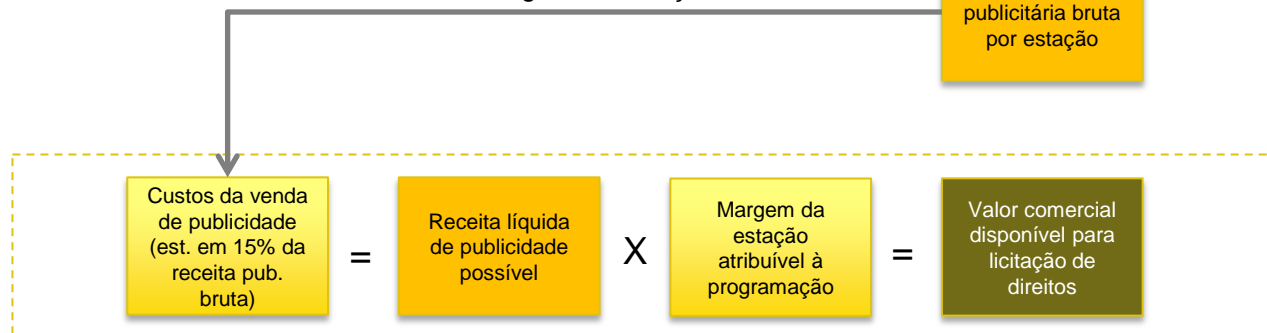 publicitária bruta
por estação
Custos da venda
de publicidade
(est. em 15% da
receita pub.
bruta)
=
Receita líquida
de publicidade
possível
X
Margem da
estação
atribuível à
programação
=
Valor comercial
disponível para
licitação de
direitos